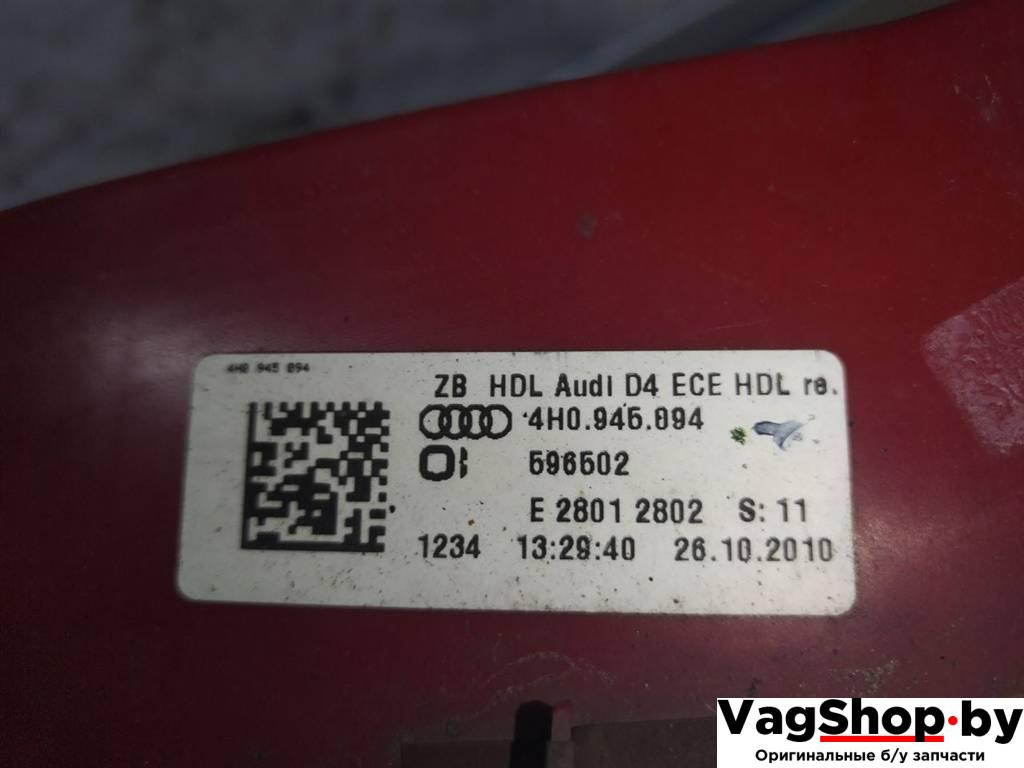 4H0 945 094
ZB HDL Audi D4 ECE HDL re.
4H0.945.094
596502
E 2801 2802 S: 11
1234 13:29:40 26.10.2010
VagShop.by
Оригинальные б/у запчасти